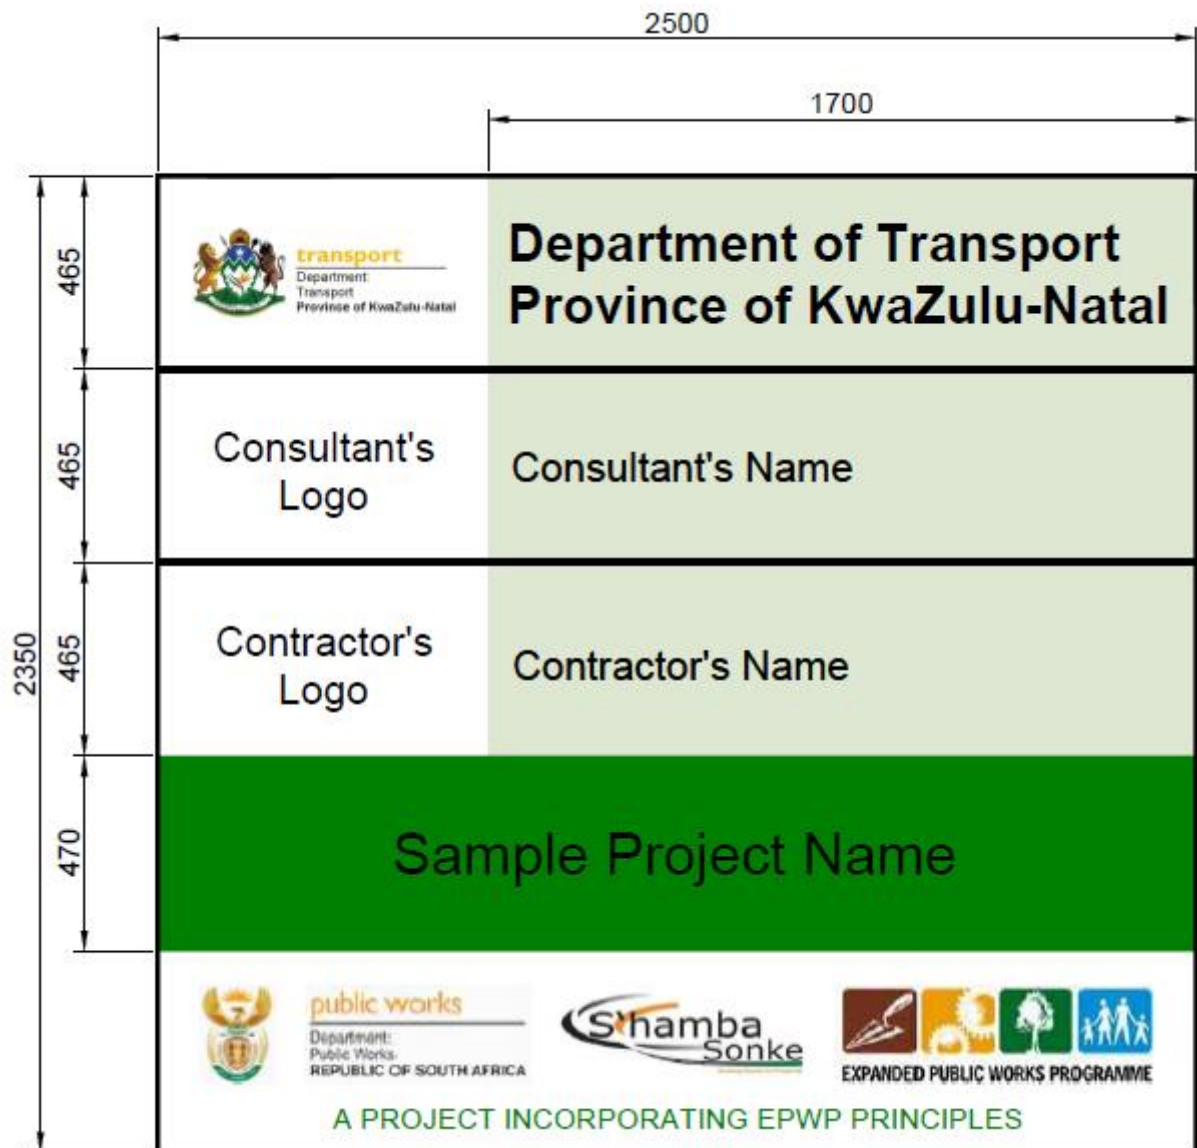 2500
1700
2350
465
transport
Department:
Transport
Province of KwaZulu-Natal
Department of Transport
Province of KwaZulu-Natal
465
Consultant's
Logo
Consultant's Name
465
Contractor's
Logo
Contractor's Name
470
Sample Project Name
public works
Department:
Public Works
REPUBLIC OF SOUTH AFRICA
S'hamba
Sonke
EXPANDED PUBLIC WORKS PROGRAMME
A PROJECT INCORPORATING EPWP PRINCIPLES